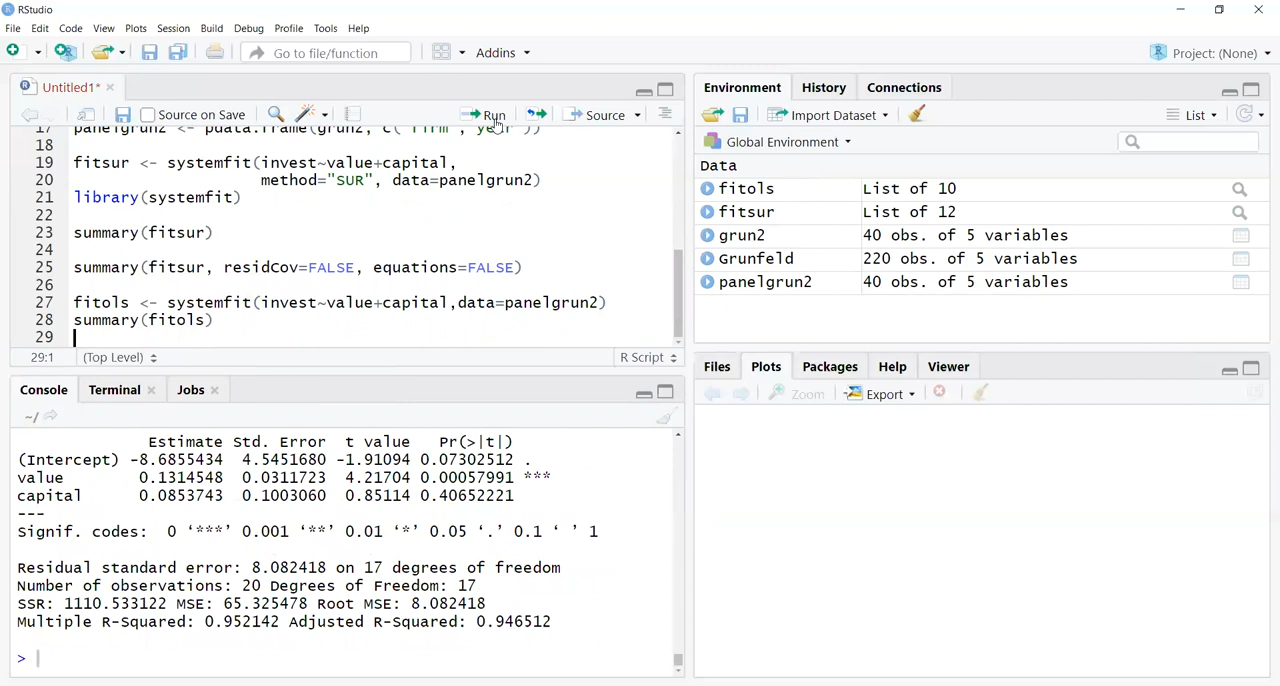 RStudio
File Edit Code View Plots Session Build Debug Profile Tools Help
Go to file/function Addins Project: (None)
Untitled1*
Source on Save Run Source
17 panelgrun2 <- pdata.frame(grun2, c("firm","year"))
18
19 fitsur <- systemfit(invest~value+capital,
20 method="SUR", data=panelgrun2)
21 library(systemfit)
22
23 summary(fitsur)
24
25 summary(fitsur, residCov=FALSE, equations=FALSE)
26
27 fitols <- systemfit(invest~value+capital,data=panelgrun2)
28 summary(fitols)
29
29:1 (Top Level) R Script
Console Terminal Jobs
~/
Estimate Std. Error t value Pr(>|t|)
(Intercept) -8.6855434 4.5451680 -1.91094 0.07302512 .
value 0.1314548 0.0311723 4.21704 0.00057991 ***
capital 0.0853743 0.1003060 0.85114 0.40652221
---
Signif. codes: 0 ‘***’ 0.001 ‘**’ 0.01 ‘*’ 0.05 ‘.’ 0.1 ‘ ’ 1
Residual standard error: 8.082418 on 17 degrees of freedom
Number of observations: 20 Degrees of Freedom: 17
SSR: 1110.533122 MSE: 65.325478 Root MSE: 8.082418
Multiple R-Squared: 0.952142 Adjusted R-Squared: 0.946512
>
Environment History Connections
Import Dataset List
Global Environment
Data
fitols List of 10
fitsur List of 12
grun2 40 obs. of 5 variables
Grunfeld 220 obs. of 5 variables
panelgrun2 40 obs. of 5 variables
Files Plots Packages Help Viewer
Zoom Export